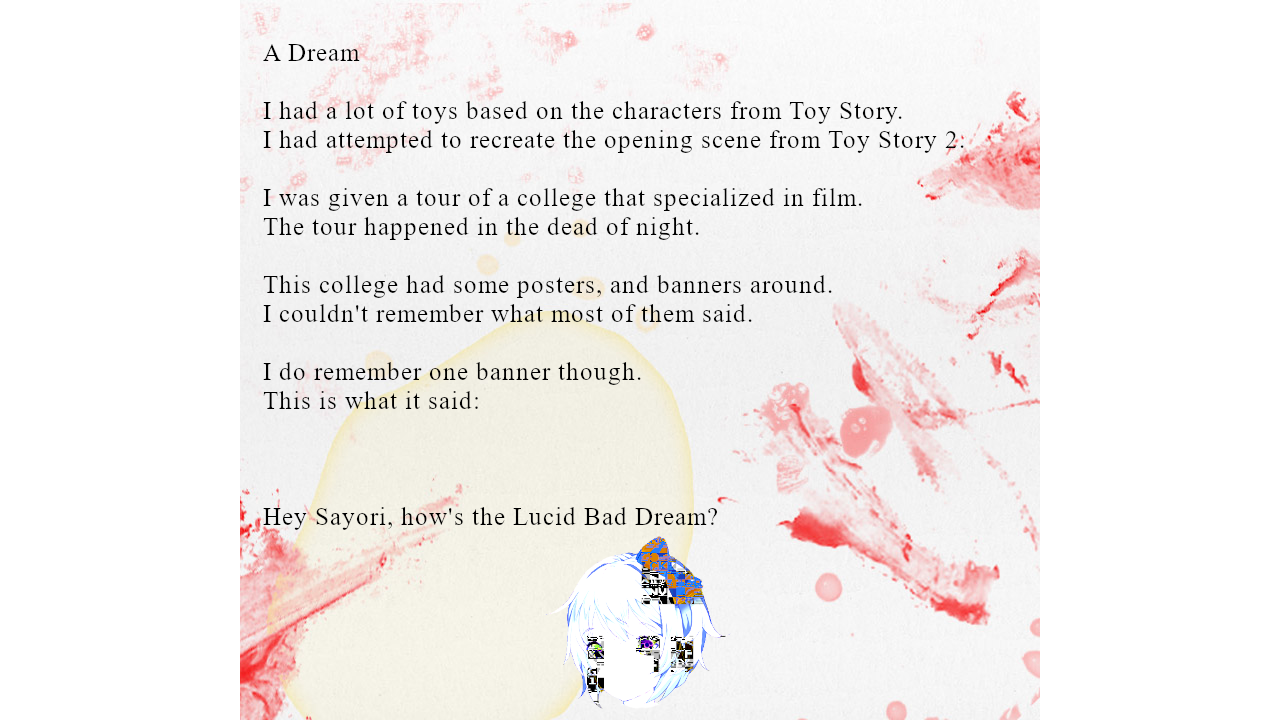 A Dream
I had a lot of toys based on the characters from Toy Story.
I had attempted to recreate the opening scene from Toy Story 2.
I was given a tour of a college that specialized in film.
The tour happened in the dead of night.
This college had some posters, and banners around.
I couldn't remember what most of them said.
I do remember one banner though.
This is what it said:
Hey Sayori, how's the Lucid Bad Dream?